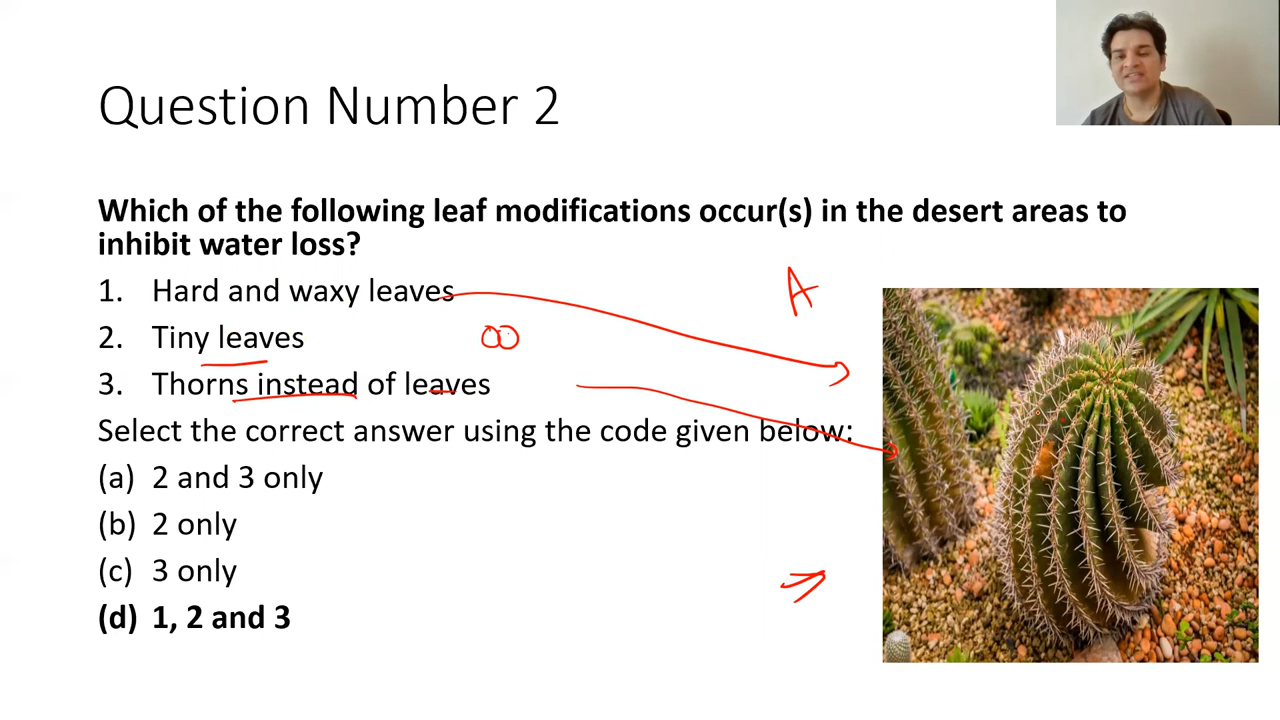 Question Number 2
Which of the following leaf modifications occur(s) in the desert areas to
inhibit water loss?
1. Hard and waxy leaves
A
2. Tiny leaves
3. Thorns instead of leaves
Select the correct answer using the code given below:
(a) 2 and 3 only
(b) 2 only
(c) 3 only
(d) 1, 2 and 3